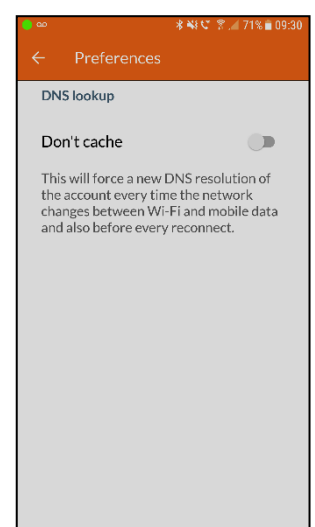 71% 09:30
Preferences
DNS lookup
Don't cache
This will force a new DNS resolution of
the account every time the network
changes between Wi-Fi and mobile data
and also before every reconnect.